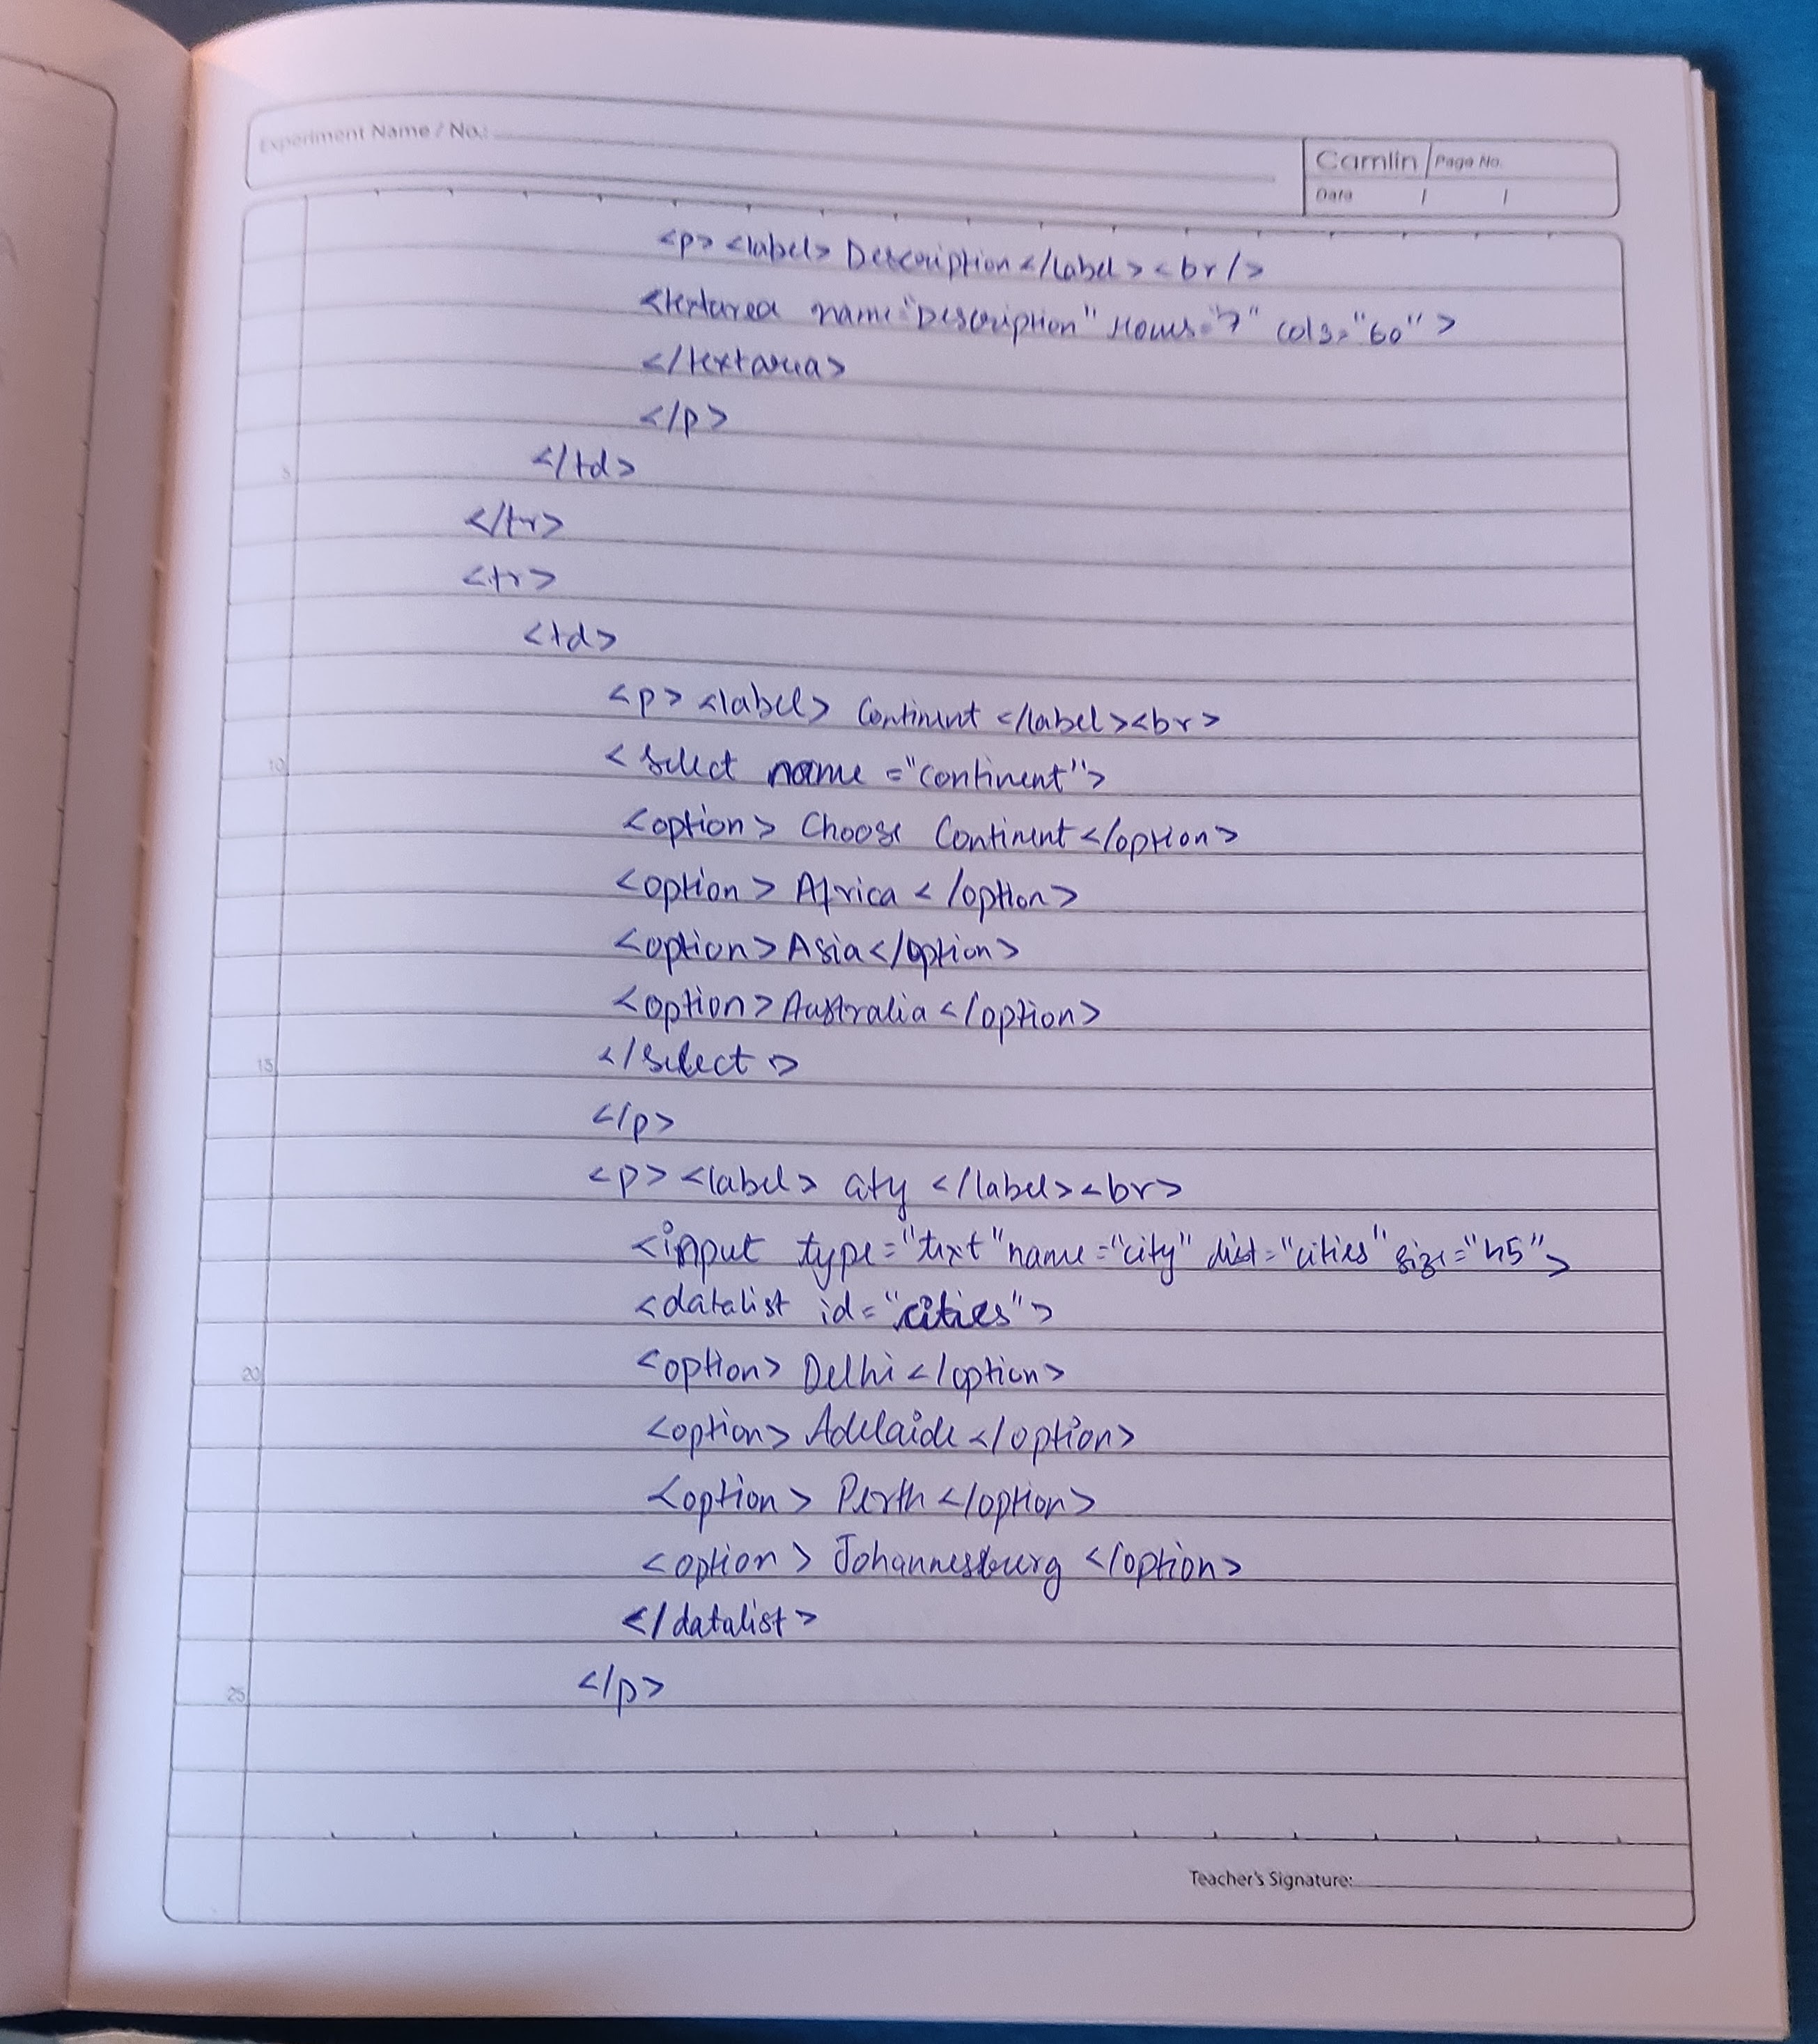 Experiment Name / No.:
Camlin Page No.
Date / /
<p> <label> Description </label> <br/>
<textarea name="Description" rows="7" cols="60">
</textarea>
</p>
5
</td>
</tr>
<tr>
<td>
<p> <label> Continent </label><br>
10
<select name="continent">
<option> Choose Continent </option>
<option> Africa </option>
<option> Asia </option>
<option> Australia </option>
15
</select>
</p>
<p> <label> city </label> <br>
<input type="text" name="city" list="cities" size="45">
<datalist id="cities">
20
<option> Delhi </option>
<option> Adelaide </option>
<option> Perth </option>
<option> Johannesburg </option>
</datalist>
25
</p>
Teacher's Signature: